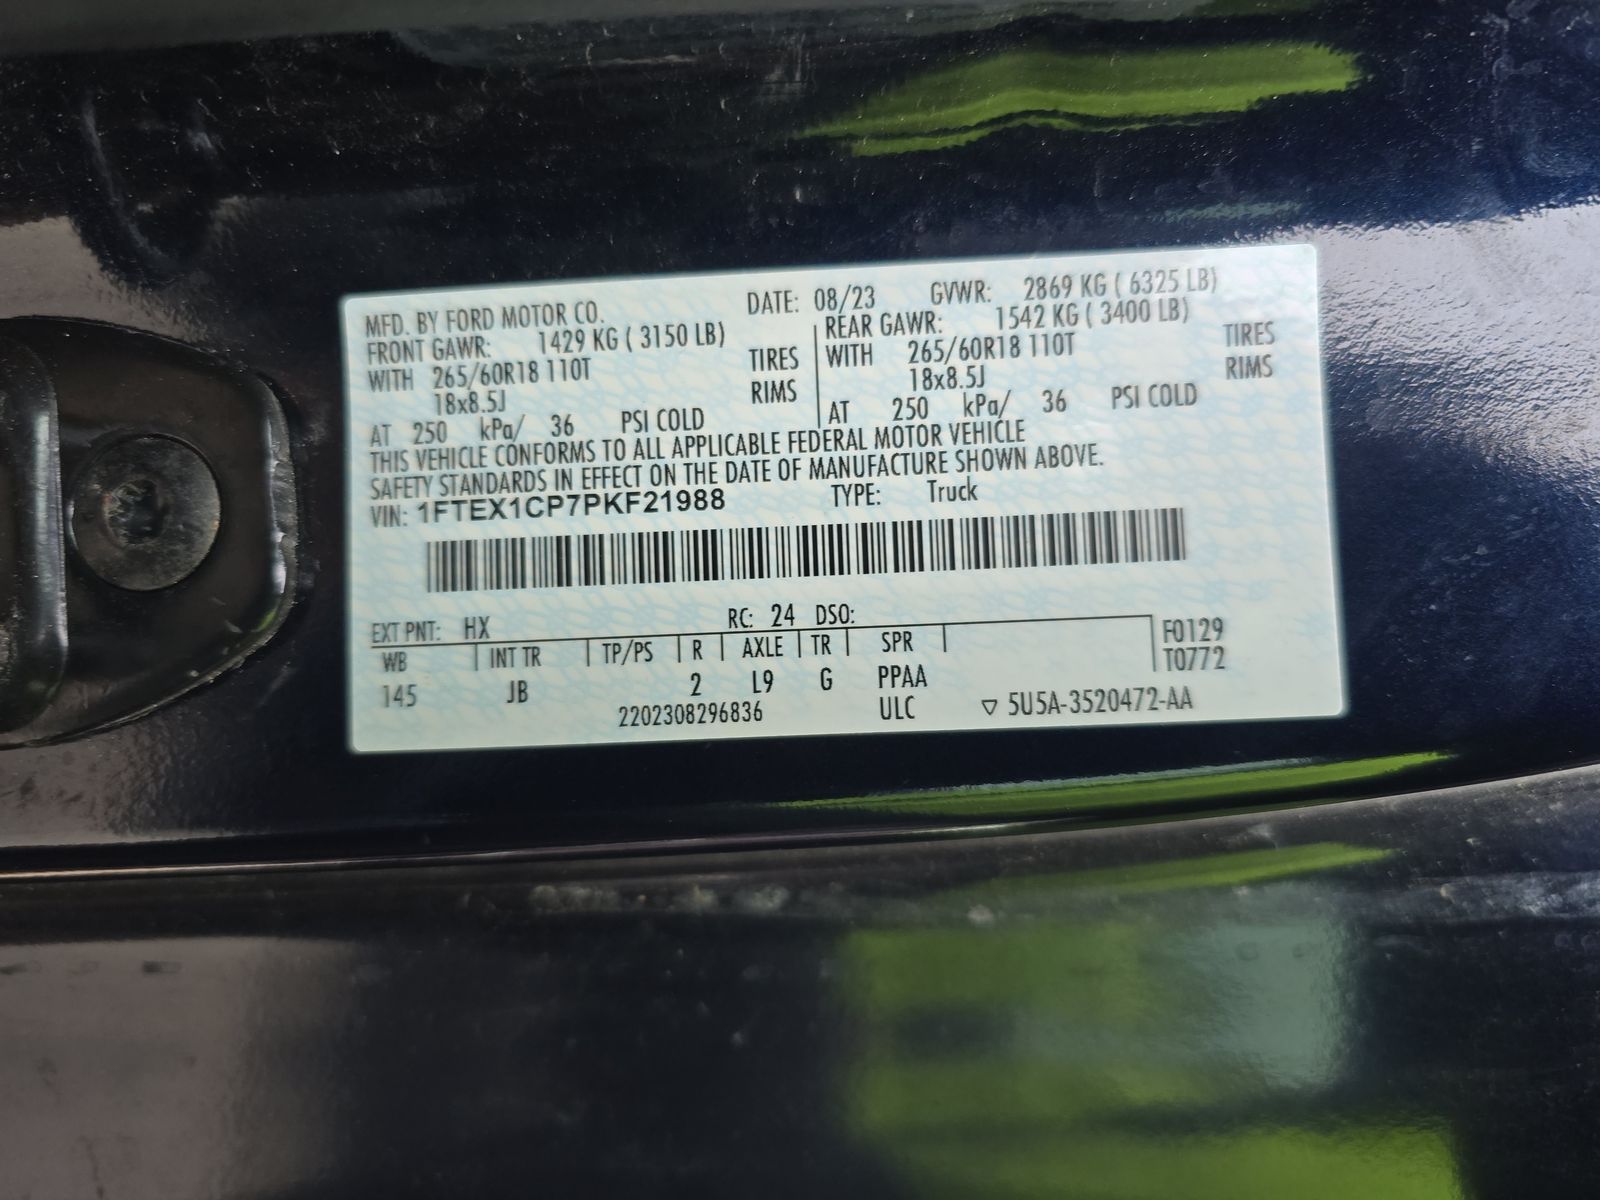 MFD. BY FORD MOTOR CO. DATE: 08/23 GVWR: 2869 KG ( 6325 LB)
FRONT GAWR: 1429 KG ( 3150 LB) REAR GAWR: 1542 KG ( 3400 LB)
WITH 265/60R18 110T TIRES WITH 265/60R18 110T TIRES
18x8.5J RIMS 18x8.5J RIMS
AT 250 kPa/ 36 PSI COLD AT 250 kPa/ 36 PSI COLD
THIS VEHICLE CONFORMS TO ALL APPLICABLE FEDERAL MOTOR VEHICLE
SAFETY STANDARDS IN EFFECT ON THE DATE OF MANUFACTURE SHOWN ABOVE.
VIN: 1FTEX1CP7PKF21988 TYPE: Truck
EXT PNT: HX RC: 24 DSO:
WB INT TR TP/PS R AXLE TR SPR F0129
T0772
145 JB 2 L9 G PPAA
2202308296836 ULC ▽ 5U5A-3520472-AA